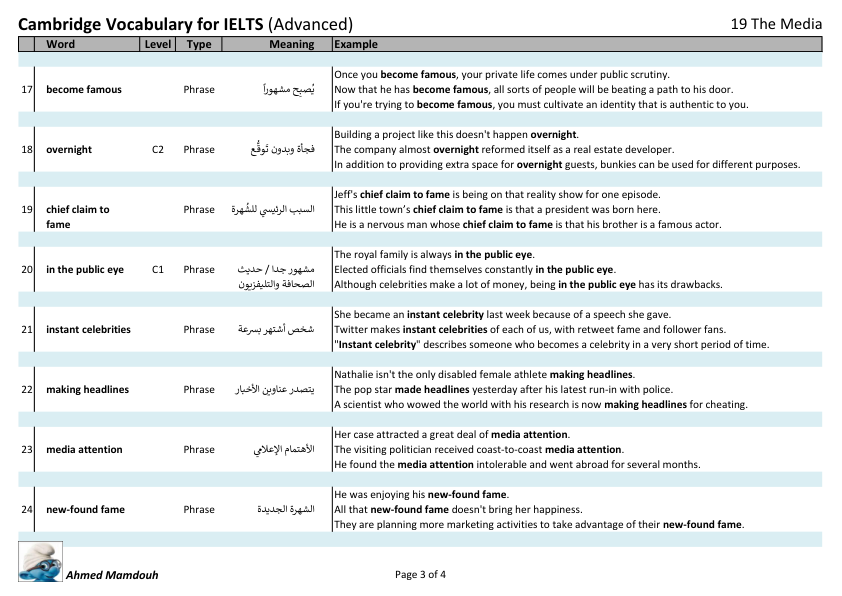 Cambridge Vocabulary for IELTS (Advanced) 19 The Media
Word Level Type Meaning Example
Once you become famous, your private life comes under public scrutiny.
17 become famous Phrase يُصبِح مشهوراً Now that he has become famous, all sorts of people will be beating a path to his door.
If you're trying to become famous, you must cultivate an identity that is authentic to you.
Building a project like this doesn't happen overnight.
18 overnight C2 Phrase فجأة وبدون تَوقُّع The company almost overnight reformed itself as a real estate developer.
In addition to providing extra space for overnight guests, bunkies can be used for different purposes.
Jeff's chief claim to fame is being on that reality show for one episode.
19 chief claim to Phrase السبب الرئيسي للشُهرة This little town’s chief claim to fame is that a president was born here.
fame He is a nervous man whose chief claim to fame is that his brother is a famous actor.
The royal family is always in the public eye.
20 in the public eye C1 Phrase مشهور جدا / حديث Elected officials find themselves constantly in the public eye.
الصحافة والتليفزيون Although celebrities make a lot of money, being in the public eye has its drawbacks.
She became an instant celebrity last week because of a speech she gave.
21 instant celebrities Phrase شخص أشتهر بسرعة Twitter makes instant celebrities of each of us, with retweet fame and follower fans.
"Instant celebrity" describes someone who becomes a celebrity in a very short period of time.
Nathalie isn't the only disabled female athlete making headlines.
22 making headlines Phrase يتصدر عناوين الأخبار The pop star made headlines yesterday after his latest run-in with police.
A scientist who wowed the world with his research is now making headlines for cheating.
Her case attracted a great deal of media attention.
23 media attention Phrase الأهتمام الإعلامي The visiting politician received coast-to-coast media attention.
He found the media attention intolerable and went abroad for several months.
He was enjoying his new-found fame.
24 new-found fame Phrase الشهرة الجديدة All that new-found fame doesn't bring her happiness.
They are planning more marketing activities to take advantage of their new-found fame.
Ahmed Mamdouh Page 3 of 4